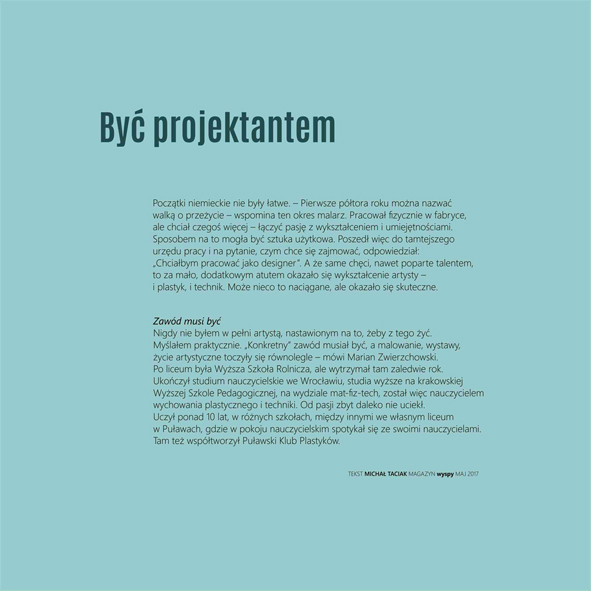 Być projektantem
Początki niemieckie nie były łatwe. – Pierwsze półtora roku można nazwać
walką o przeżycie – wspomina ten okres malarz. Pracował fizycznie w fabryce,
ale chciał czegoś więcej – łączyć pasję z wykształceniem i umiejętnościami.
Sposobem na to mogła być sztuka użytkowa. Poszedł więc do tamtejszego
urzędu pracy i na pytanie, czym chce się zajmować, odpowiedział:
„Chciałbym pracować jako designer”. A że same chęci, nawet poparte talentem,
to za mało, dodatkowym atutem okazało się wykształcenie artysty –
i plastyk, i technik. Może nieco to naciągane, ale okazało się skuteczne.
Zawód musi być
Nigdy nie byłem w pełni artystą, nastawionym na to, żeby z tego żyć.
Myślałem praktycznie. „Konkretny” zawód musiał być, a malowanie, wystawy,
życie artystyczne toczyły się równolegle – mówi Marian Zwierzchowski.
Po liceum była Wyższa Szkoła Rolnicza, ale wytrzymał tam zaledwie rok.
Ukończył studium nauczycielskie we Wrocławiu, studia wyższe na krakowskiej
Wyższej Szkole Pedagogicznej, na wydziale mat-fiz-tech, został więc nauczycielem
wychowania plastycznego i techniki. Od pasji zbyt daleko nie uciekł.
Uczył ponad 10 lat, w różnych szkołach, między innymi we własnym liceum
w Puławach, gdzie w pokoju nauczycielskim spotykał się ze swoimi nauczycielami.
Tam też współtworzył Puławski Klub Plastyków.
TEKST MICHAŁ TACIAK MAGAZYN wyspy MAJ 2017